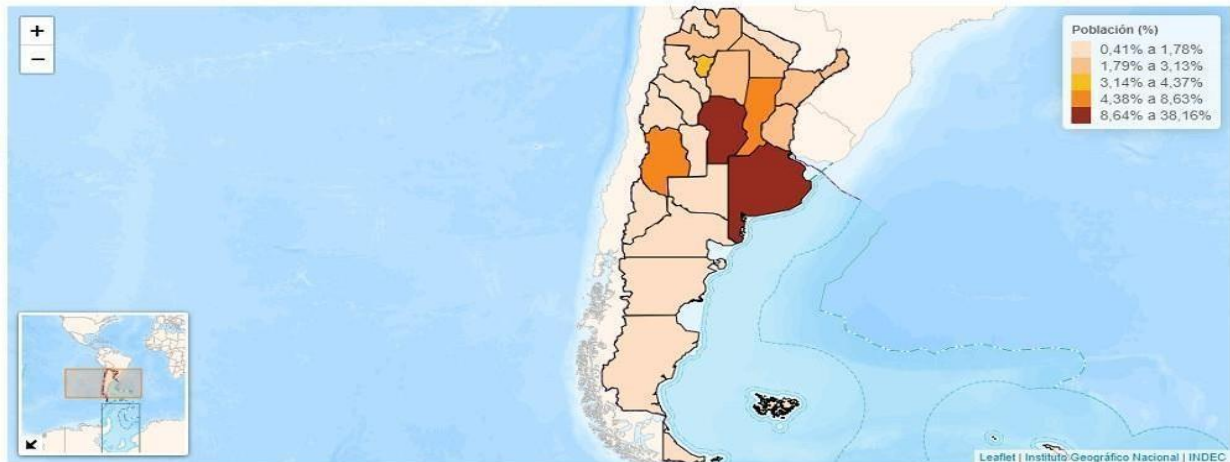 +
−
Población (%)
0,41% a 1,78%
1,79% a 3,13%
3,14% a 4,37%
4,38% a 8,63%
8,64% a 38,16%
Leaflet | Instituto Geográfico Nacional | INDEC